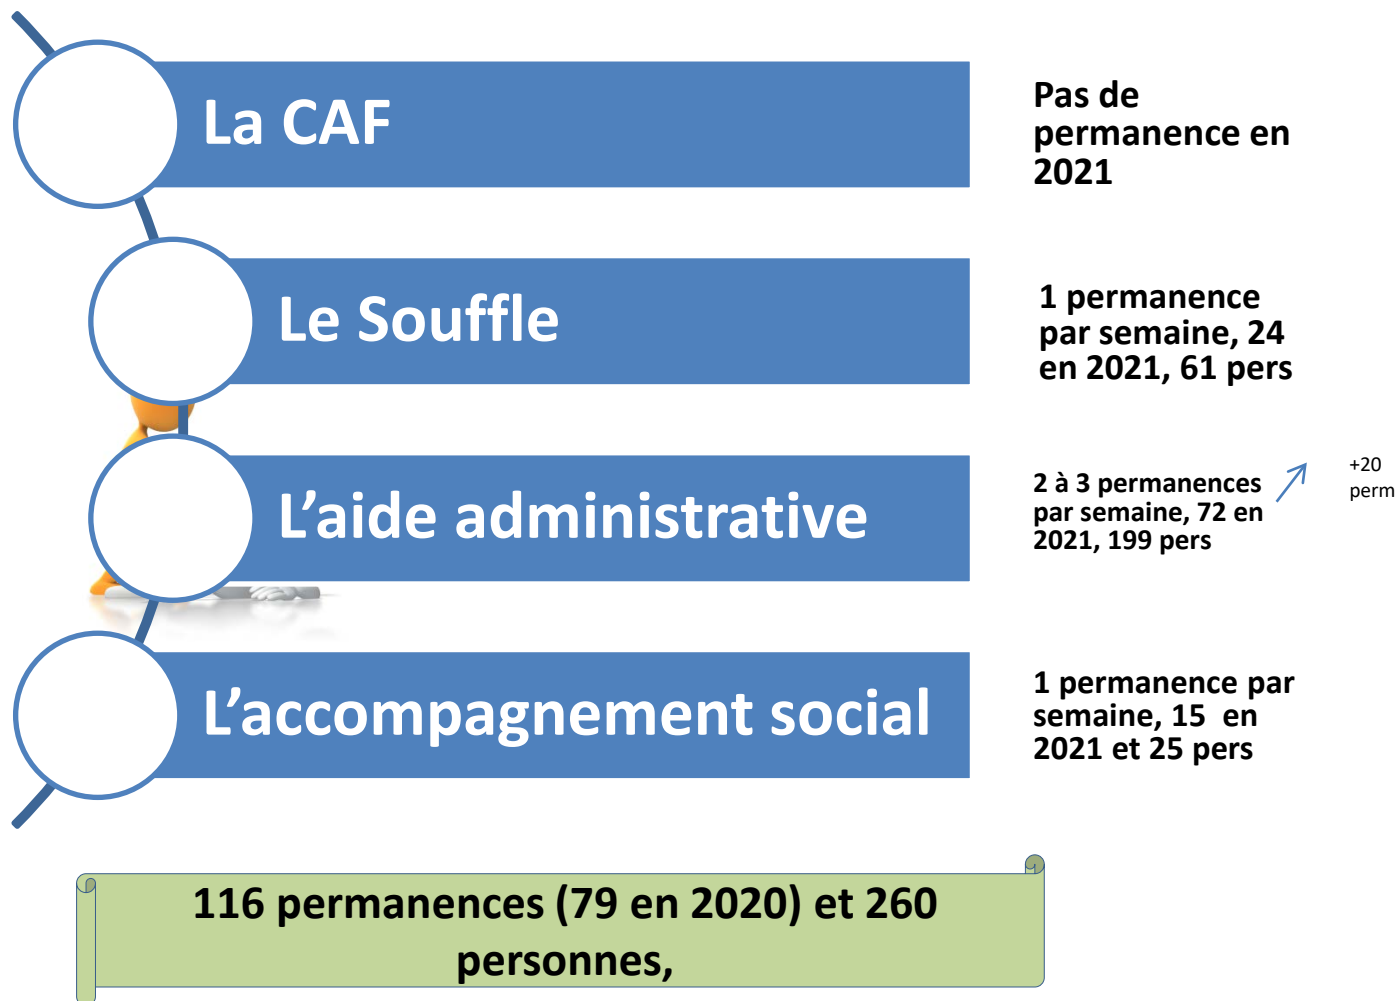 La CAF
Pas de
permanence en
2021
Le Souffle
1 permanence
par semaine, 24
en 2021, 61 pers
L’aide administrative
2 à 3 permanences
par semaine, 72 en
2021, 199 pers
+20
perm
L’accompagnement social
1 permanence par
semaine, 15 en
2021 et 25 pers
116 permanences (79 en 2020) et 260
personnes,